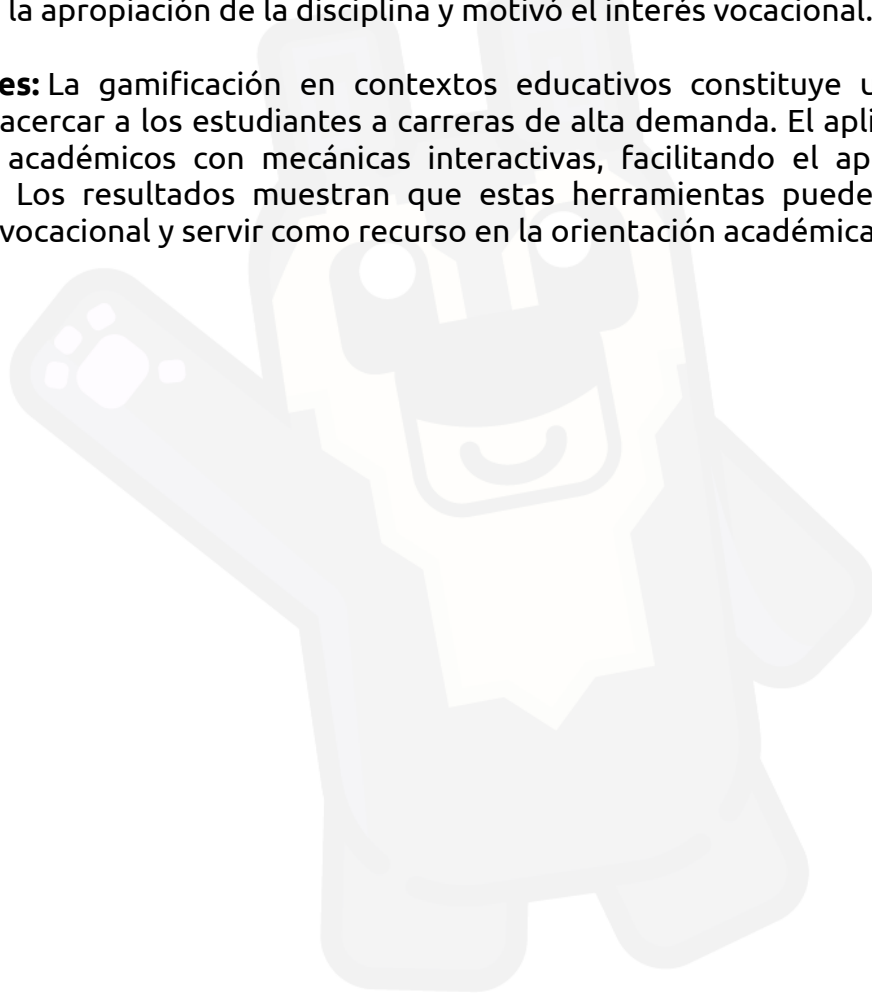 la apropiación de la disciplina y motivó el interés vocacional.
es: La gamificación en contextos educativos constituye u
acercar a los estudiantes a carreras de alta demanda. El apli
académicos con mecánicas interactivas, facilitando el ap
Los resultados muestran que estas herramientas puede
vocacional y servir como recurso en la orientación académica